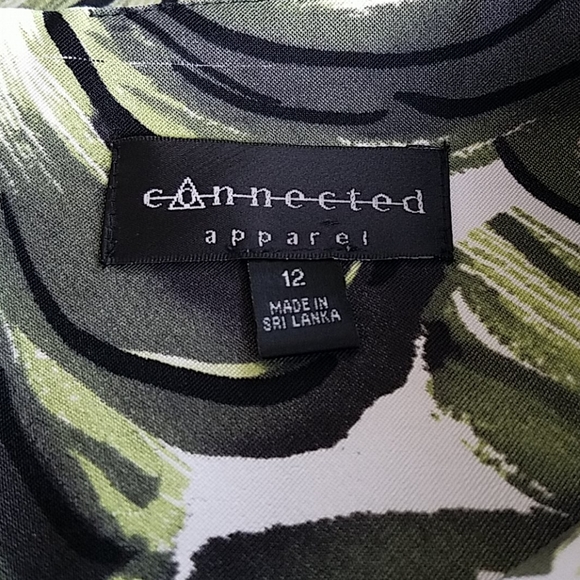 connected
apparel
12
MADE IN
SRI LANKA